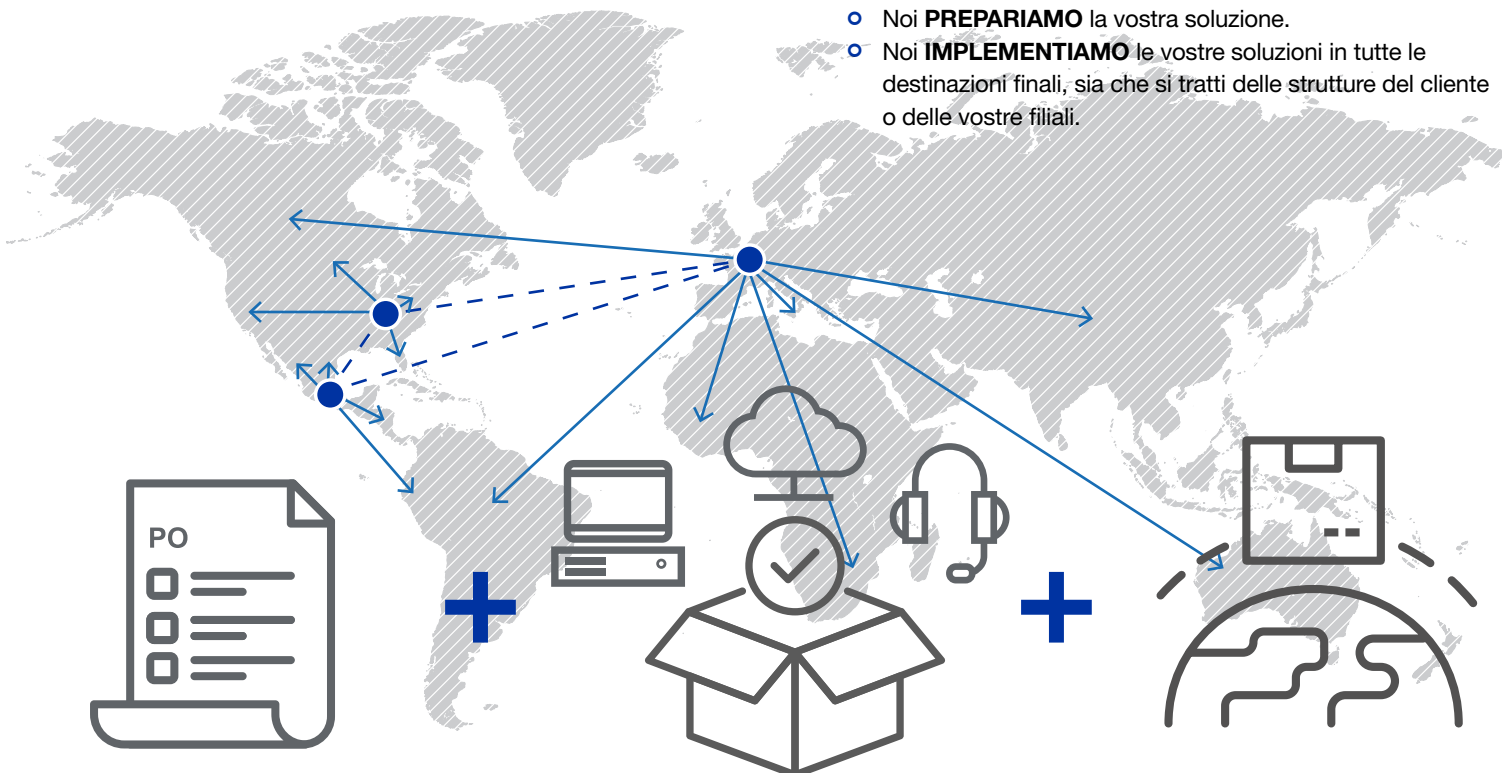 Noi PREPARIAMO la vostra soluzione.
Noi IMPLEMENTIAMO le vostre soluzioni in tutte le
destinazioni finali, sia che si tratti delle strutture del cliente
o delle vostre filiali.
PO